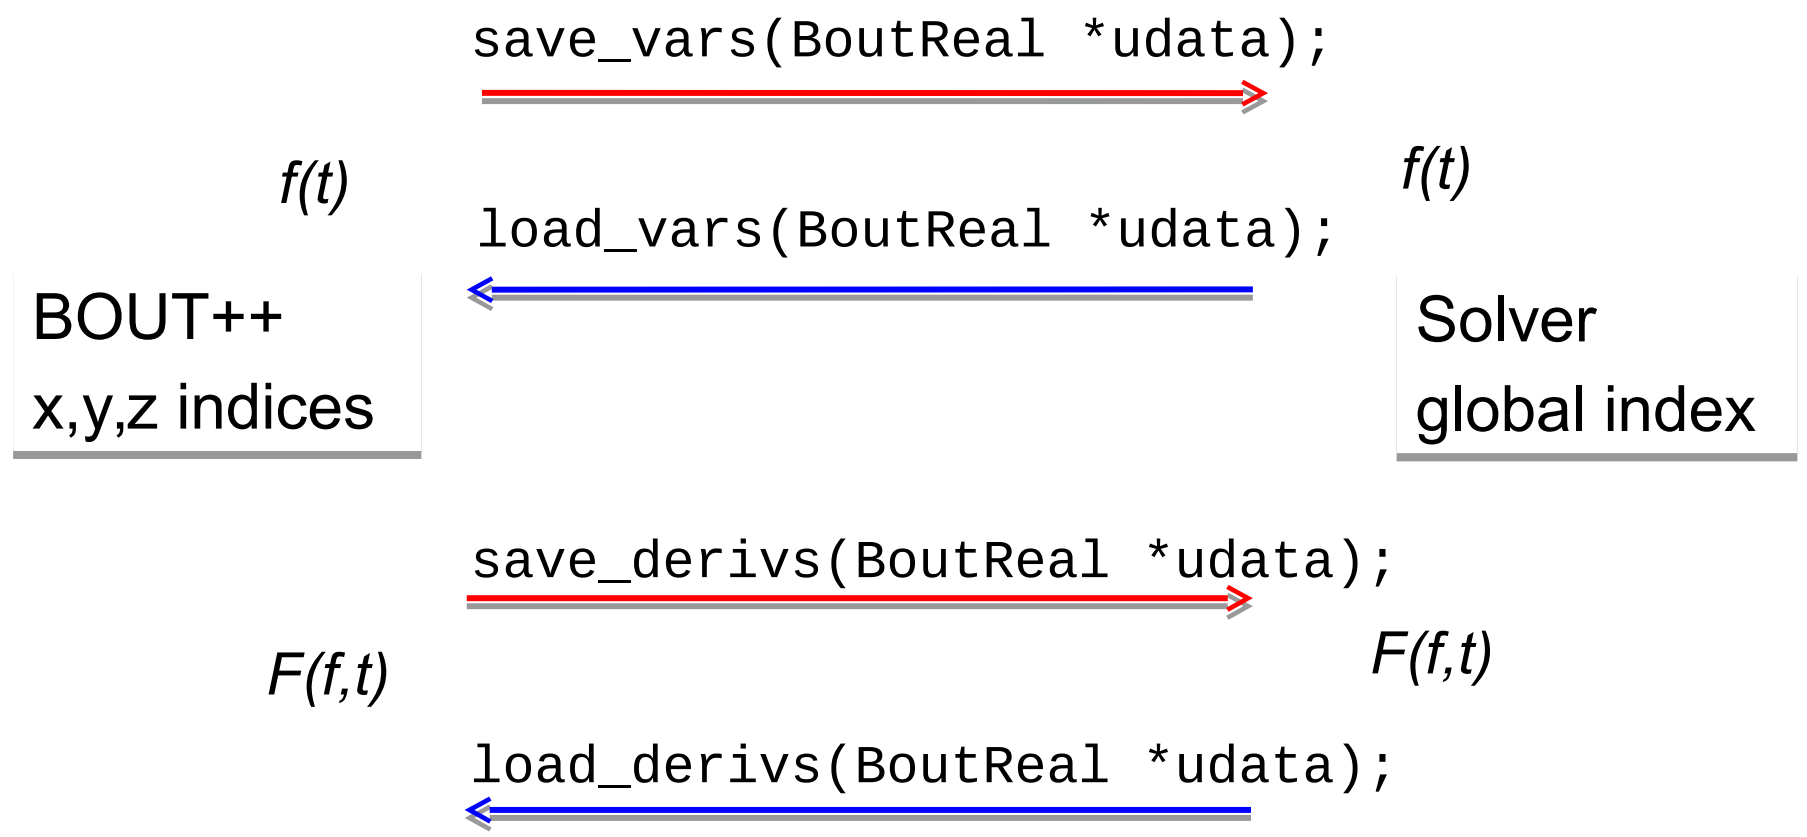 save_vars(BoutReal *udata);
f(t)
f(t)
load_vars(BoutReal *udata);
BOUT++
x,y,z indices
Solver
global index
save_derivs(BoutReal *udata);
F(f,t)
F(f,t)
load_derivs(BoutReal *udata);